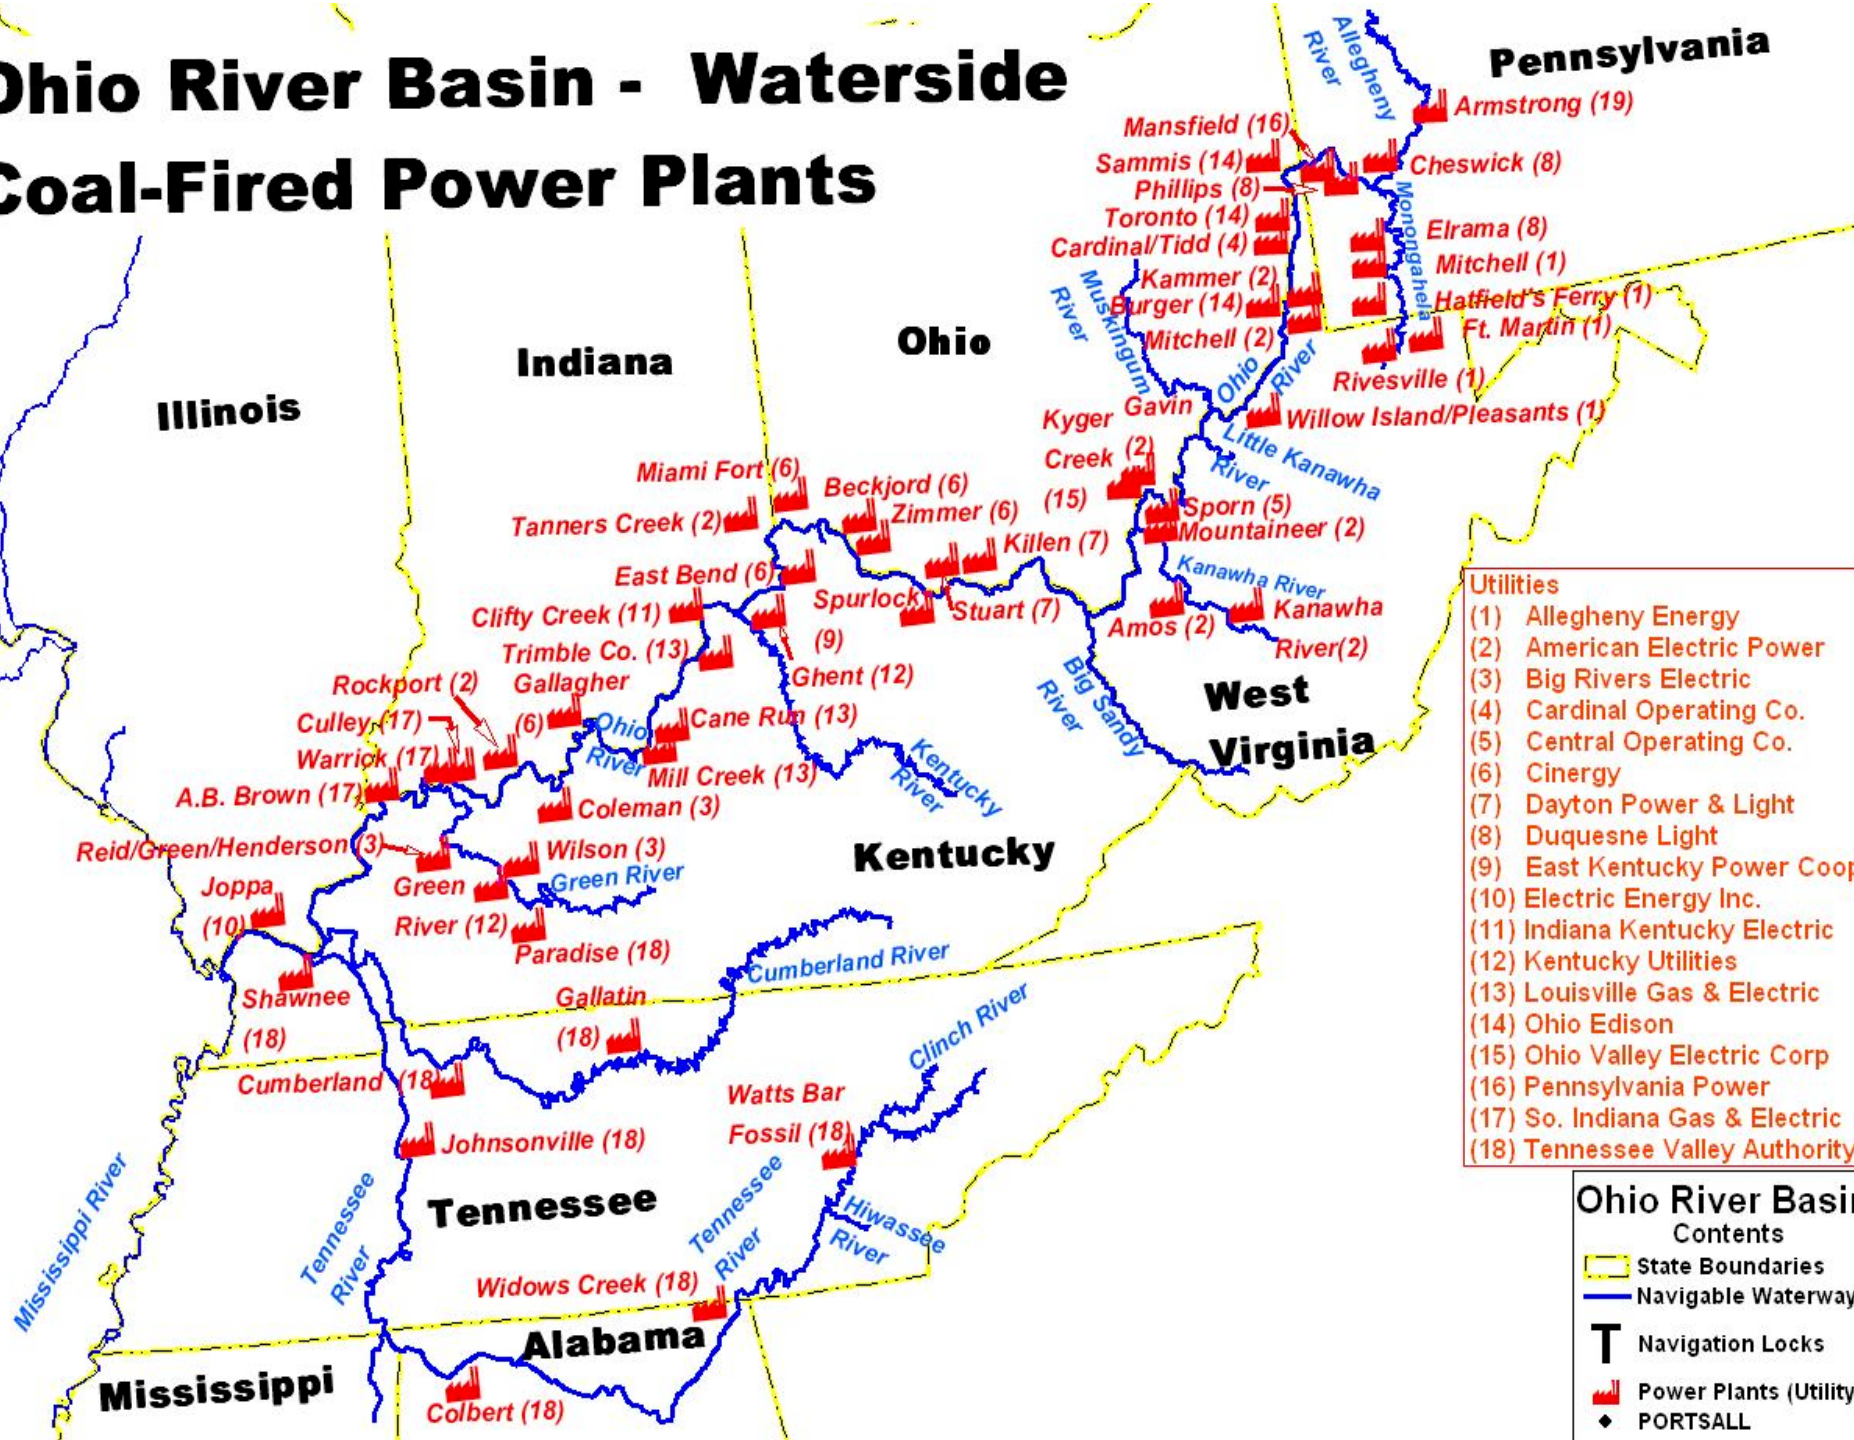 Ohio River Basin - Waterside
Coal-Fired Power Plants
Pennsylvania
Allegheny
River
Armstrong (19)
Mansfield (16)
Sammis (14)
Cheswick (8)
Phillips (8)
Toronto (14)
Monongahela
Elrama (8)
Cardinal/Tidd (4)
Mitchell (1)
Kammer (2)
Muskingum
River
Burger (14)
Hatfield's Ferry (1)
Mitchell (2)
Ft. Martin (1)
Ohio
Indiana
Illinois
Ohio
River
Rivesville (1)
Kyger
Creek
(15)
Gavin
(2)
Willow Island/Pleasants (1)
Little Kanawha
River
Miami Fort (6)
Beckjord (6)
Tanners Creek (2)
Zimmer (6)
Sporn (5)
Mountaineer (2)
Killen (7)
East Bend (6)
Kanawha River
Clifty Creek (11)
Spurlock
(9)
Stuart (7)
Amos (2)
Kanawha
River(2)
Trimble Co. (13)
Ghent (12)
Big Sandy
River
West
Virginia
Rockport (2)
Gallagher
(6)
Culley (17)
Ohio
River
Cane Run (13)
Warrick (17)
Mill Creek (13)
Kentucky
River
A.B. Brown (17)
Coleman (3)
Reid/Green/Henderson (3)
Wilson (3)
Kentucky
Joppa
(10)
Green
River (12)
Green River
Paradise (18)
Cumberland River
Shawnee
(18)
Gallatin
(18)
Clinch River
Cumberland (18
Watts Bar
Fossil (18)
Johnsonville (18)
Mississippi River
Tennessee
River
Tennessee
Tennessee
River
Hiwassee
River
Widows Creek (18)
Alabama
Mississippi
Colbert (18)
Utilities
(1) Allegheny Energy
(2) American Electric Power
(3) Big Rivers Electric
(4) Cardinal Operating Co.
(5) Central Operating Co.
(6) Cinergy
(7) Dayton Power & Light
(8) Duquesne Light
(9) East Kentucky Power Coop
(10) Electric Energy Inc.
(11) Indiana Kentucky Electric
(12) Kentucky Utilities
(13) Louisville Gas & Electric
(14) Ohio Edison
(15) Ohio Valley Electric Corp
(16) Pennsylvania Power
(17) So. Indiana Gas & Electric
(18) Tennessee Valley Authority
Ohio River Basin
Contents
State Boundaries
Navigable Waterway
T Navigation Locks
Power Plants (Utility
PORTSALL